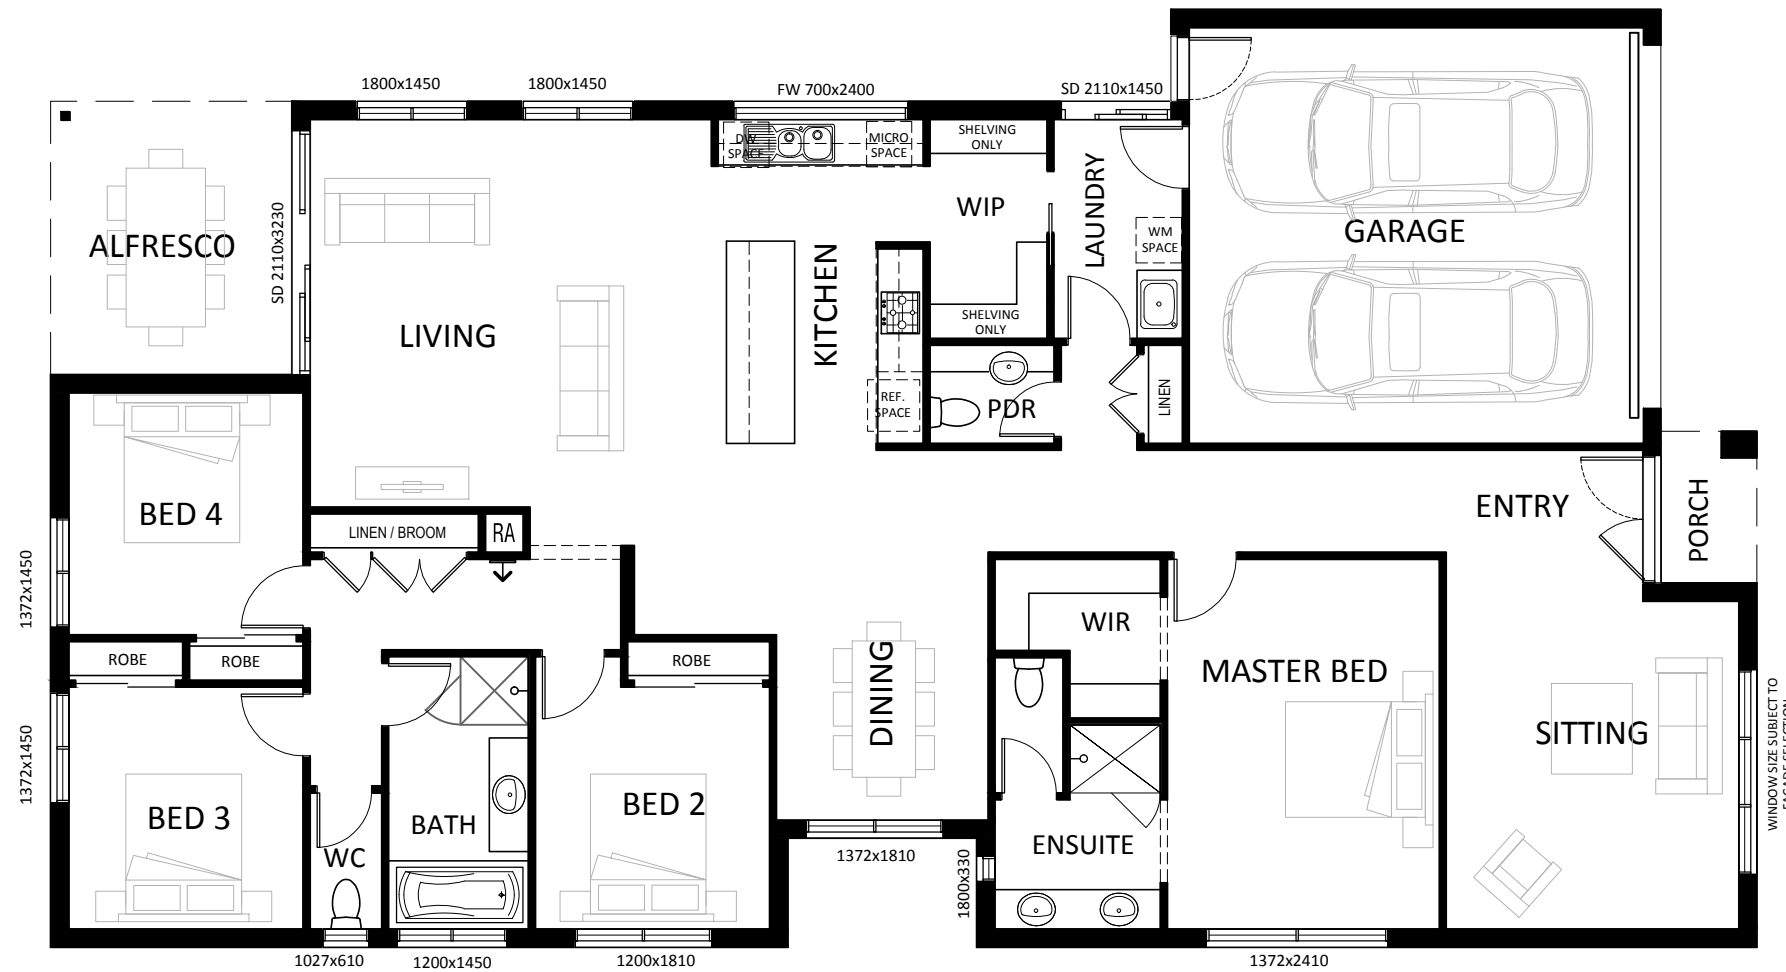 1800x1450
1800x1450
FW 700x2400
SD 2110x1450
DW
SPACE
MICRO
SPACE
SHELVING
ONLY
LAUNDRY
WIP
WM
SPACE
GARAGE
ALFRESCO
SD 2110x3230
LIVING
KITCHEN
SHELVING
ONLY
REF.
SPACE
PDR
LINEN
BED 4
LINEN / BROOM
RA
ENTRY
PORCH
1372x1450
ROBE
ROBE
ROBE
WIR
MASTER BED
DINING
SITTING
WINDOW SIZE SUBJECT TO
FACADE SELECTION
1372x1450
BED 3
WC
BATH
BED 2
1372x1810
1800x330
ENSUITE
1027x610
1200x1450
1200x1810
1372x2410